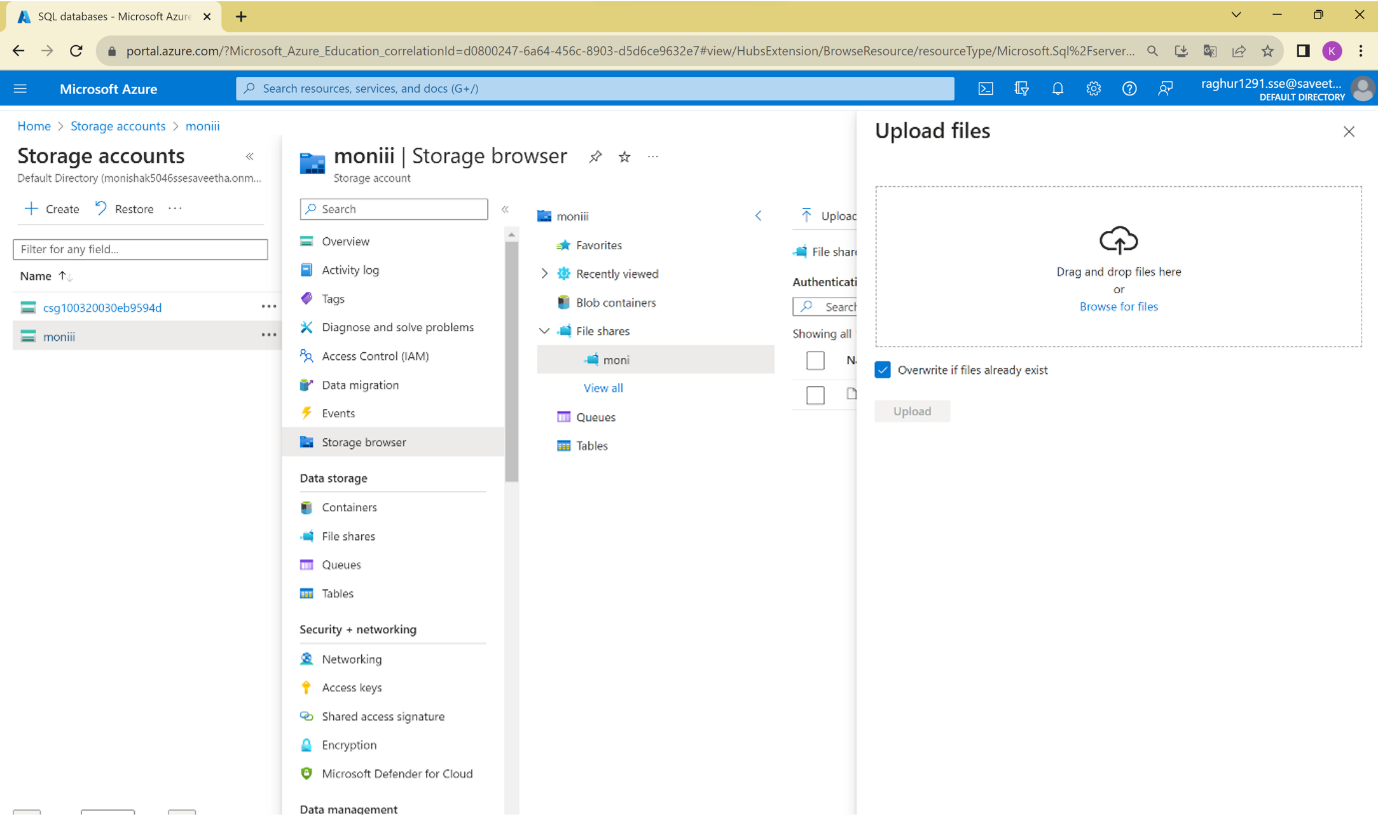 SQL databases - Microsoft Azure
portal.azure.com/?Microsoft_Azure_Education_correlationId=d0800247-6a64-456c-8903-d5d6ce9632e7#view/HubsExtension/BrowseResource/resourceType/Microsoft.Sql%2Fserver...
K
Microsoft Azure
Search resources, services, and docs (G+/)
raghur1291.sse@saveet...
DEFAULT DIRECTORY
Home > Storage accounts > moniii
Storage accounts
Default Directory (monishak5046ssesaveetha.onm...
Create
Restore
...
Filter for any field...
Name
csg100320030eb9594d
moniii
moniii | Storage browser
Storage account
Search
Overview
Activity log
Tags
Diagnose and solve problems
Access Control (IAM)
Data migration
Events
Storage browser
Data storage
Containers
File shares
Queues
Tables
Security + networking
Networking
Access keys
Shared access signature
Encryption
Microsoft Defender for Cloud
Data management
moniii
Favorites
Recently viewed
Blob containers
File shares
moni
View all
Queues
Tables
Upload
File share
Authenticati
Search
Showing all
Upload files
Drag and drop files here
or
Browse for files
Overwrite if files already exist
Upload